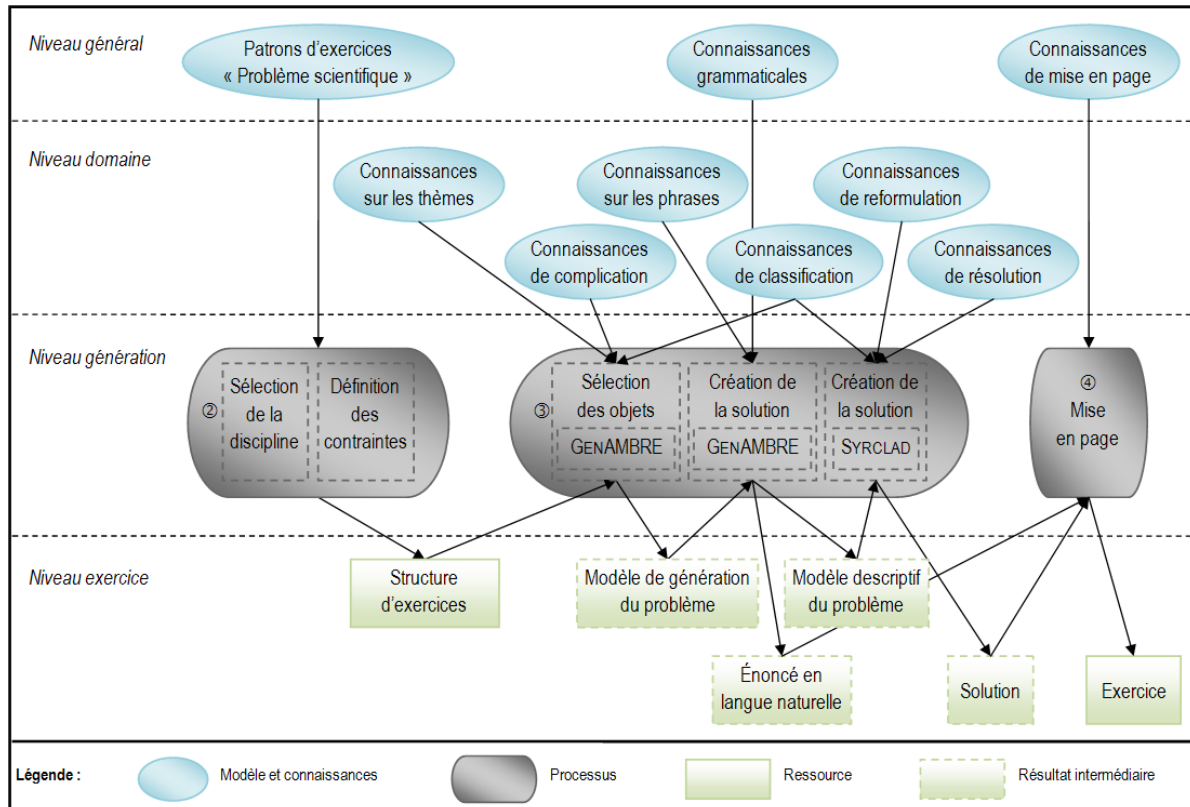 Niveau général
Patrons d'exercices
« Problème scientifique »
Connaissances
grammaticales
Connaissances
de mise en page
Niveau domaine
Connaissances
sur les thèmes
Connaissances
sur les phrases
Connaissances
de reformulation
Connaissances
de complication
Connaissances
de classification
Connaissances
de résolution
Niveau génération
②
Sélection
de la
discipline
Définition
des
contraintes
③
Sélection
des objets
GENAMBRE
Création de
la solution
GENAMBRE
Création de
la solution
SYRCLAD
④
Mise
en page
Niveau exercice
Structure
d'exercices
Modèle de génération
du problème
Modèle descriptif
du problème
Énoncé en
langue naturelle
Solution
Exercice
Légende :
Modèle et connaissances
Processus
Ressource
Résultat intermédiaire